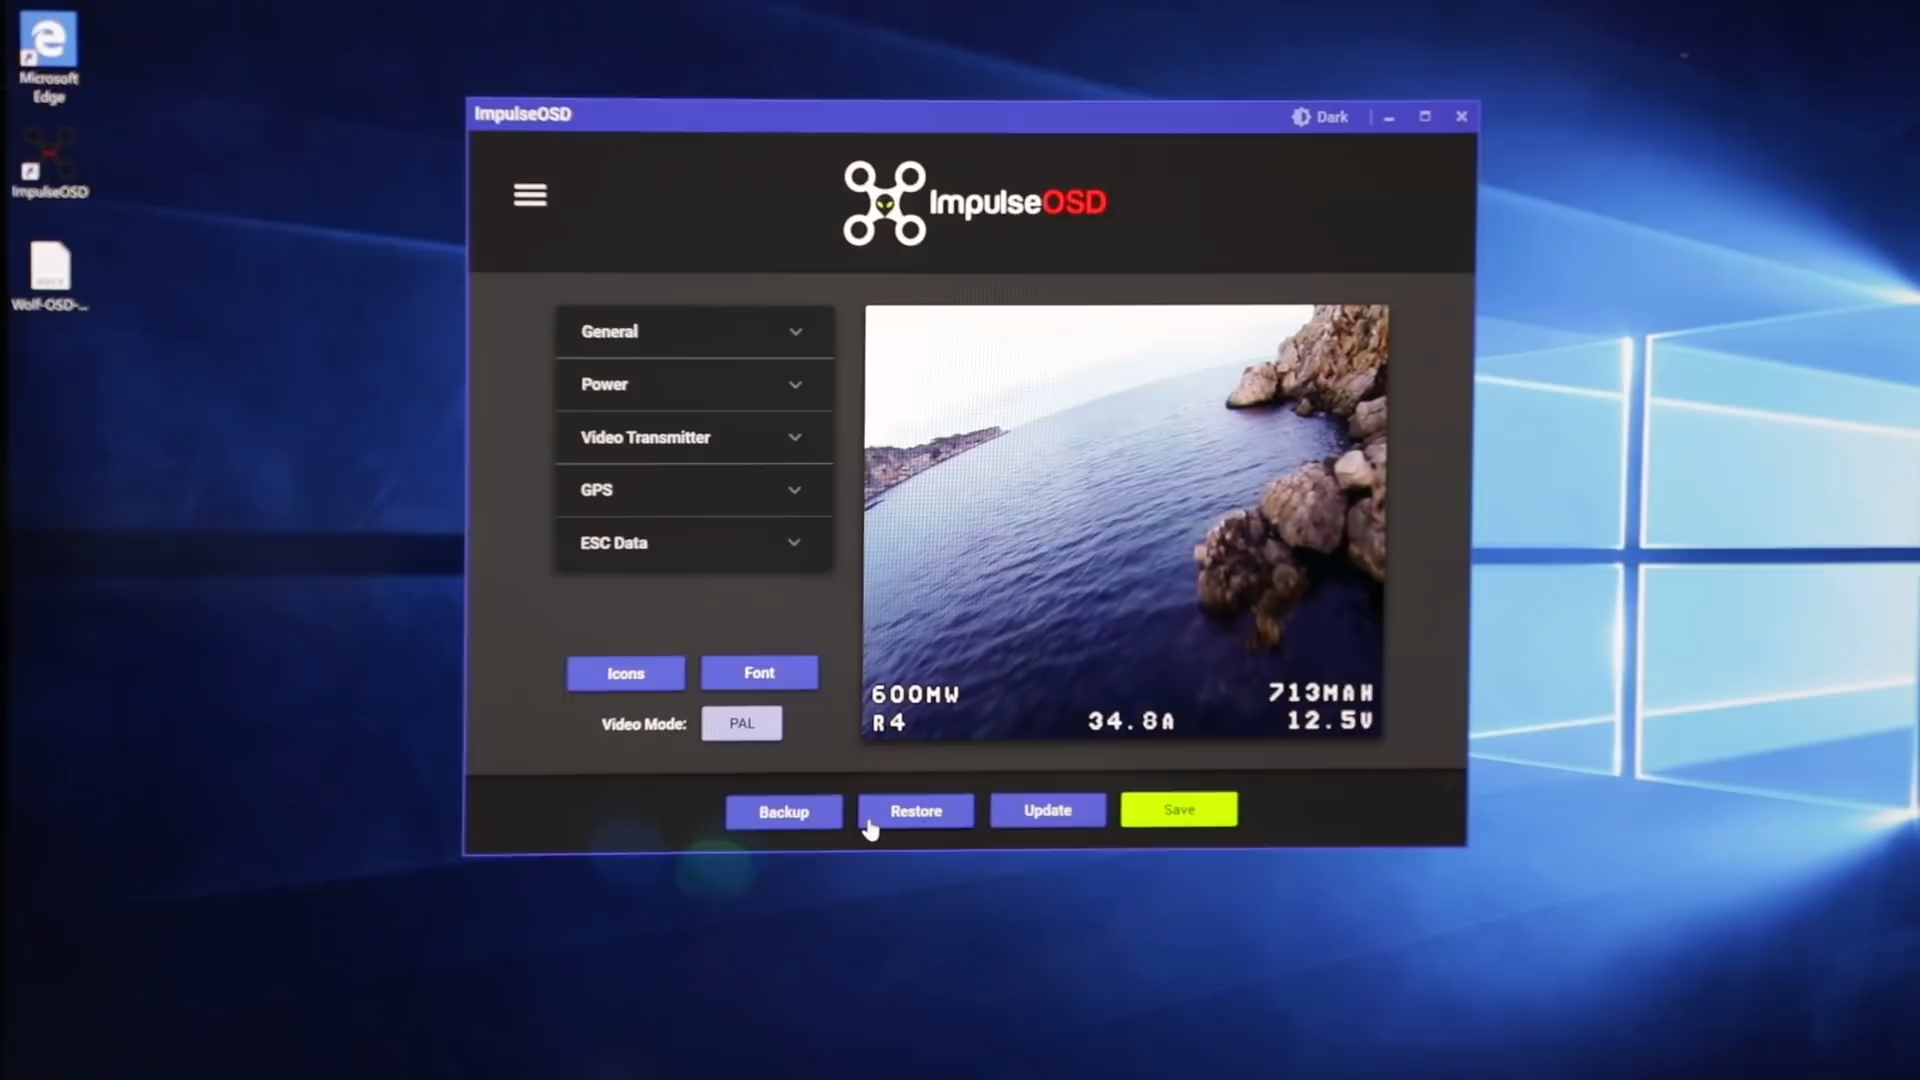 Microsoft
Edge
ImpulseOSD
Wolf-OSD-...
ImpulseOSD
Dark
ImpulseOSD
General
Power
Video Transmitter
GPS
ESC Data
Icons
Font
Video Mode:
PAL
600MW
713MAH
R4
34.8A
12.5V
Backup
Restore
Update
Save